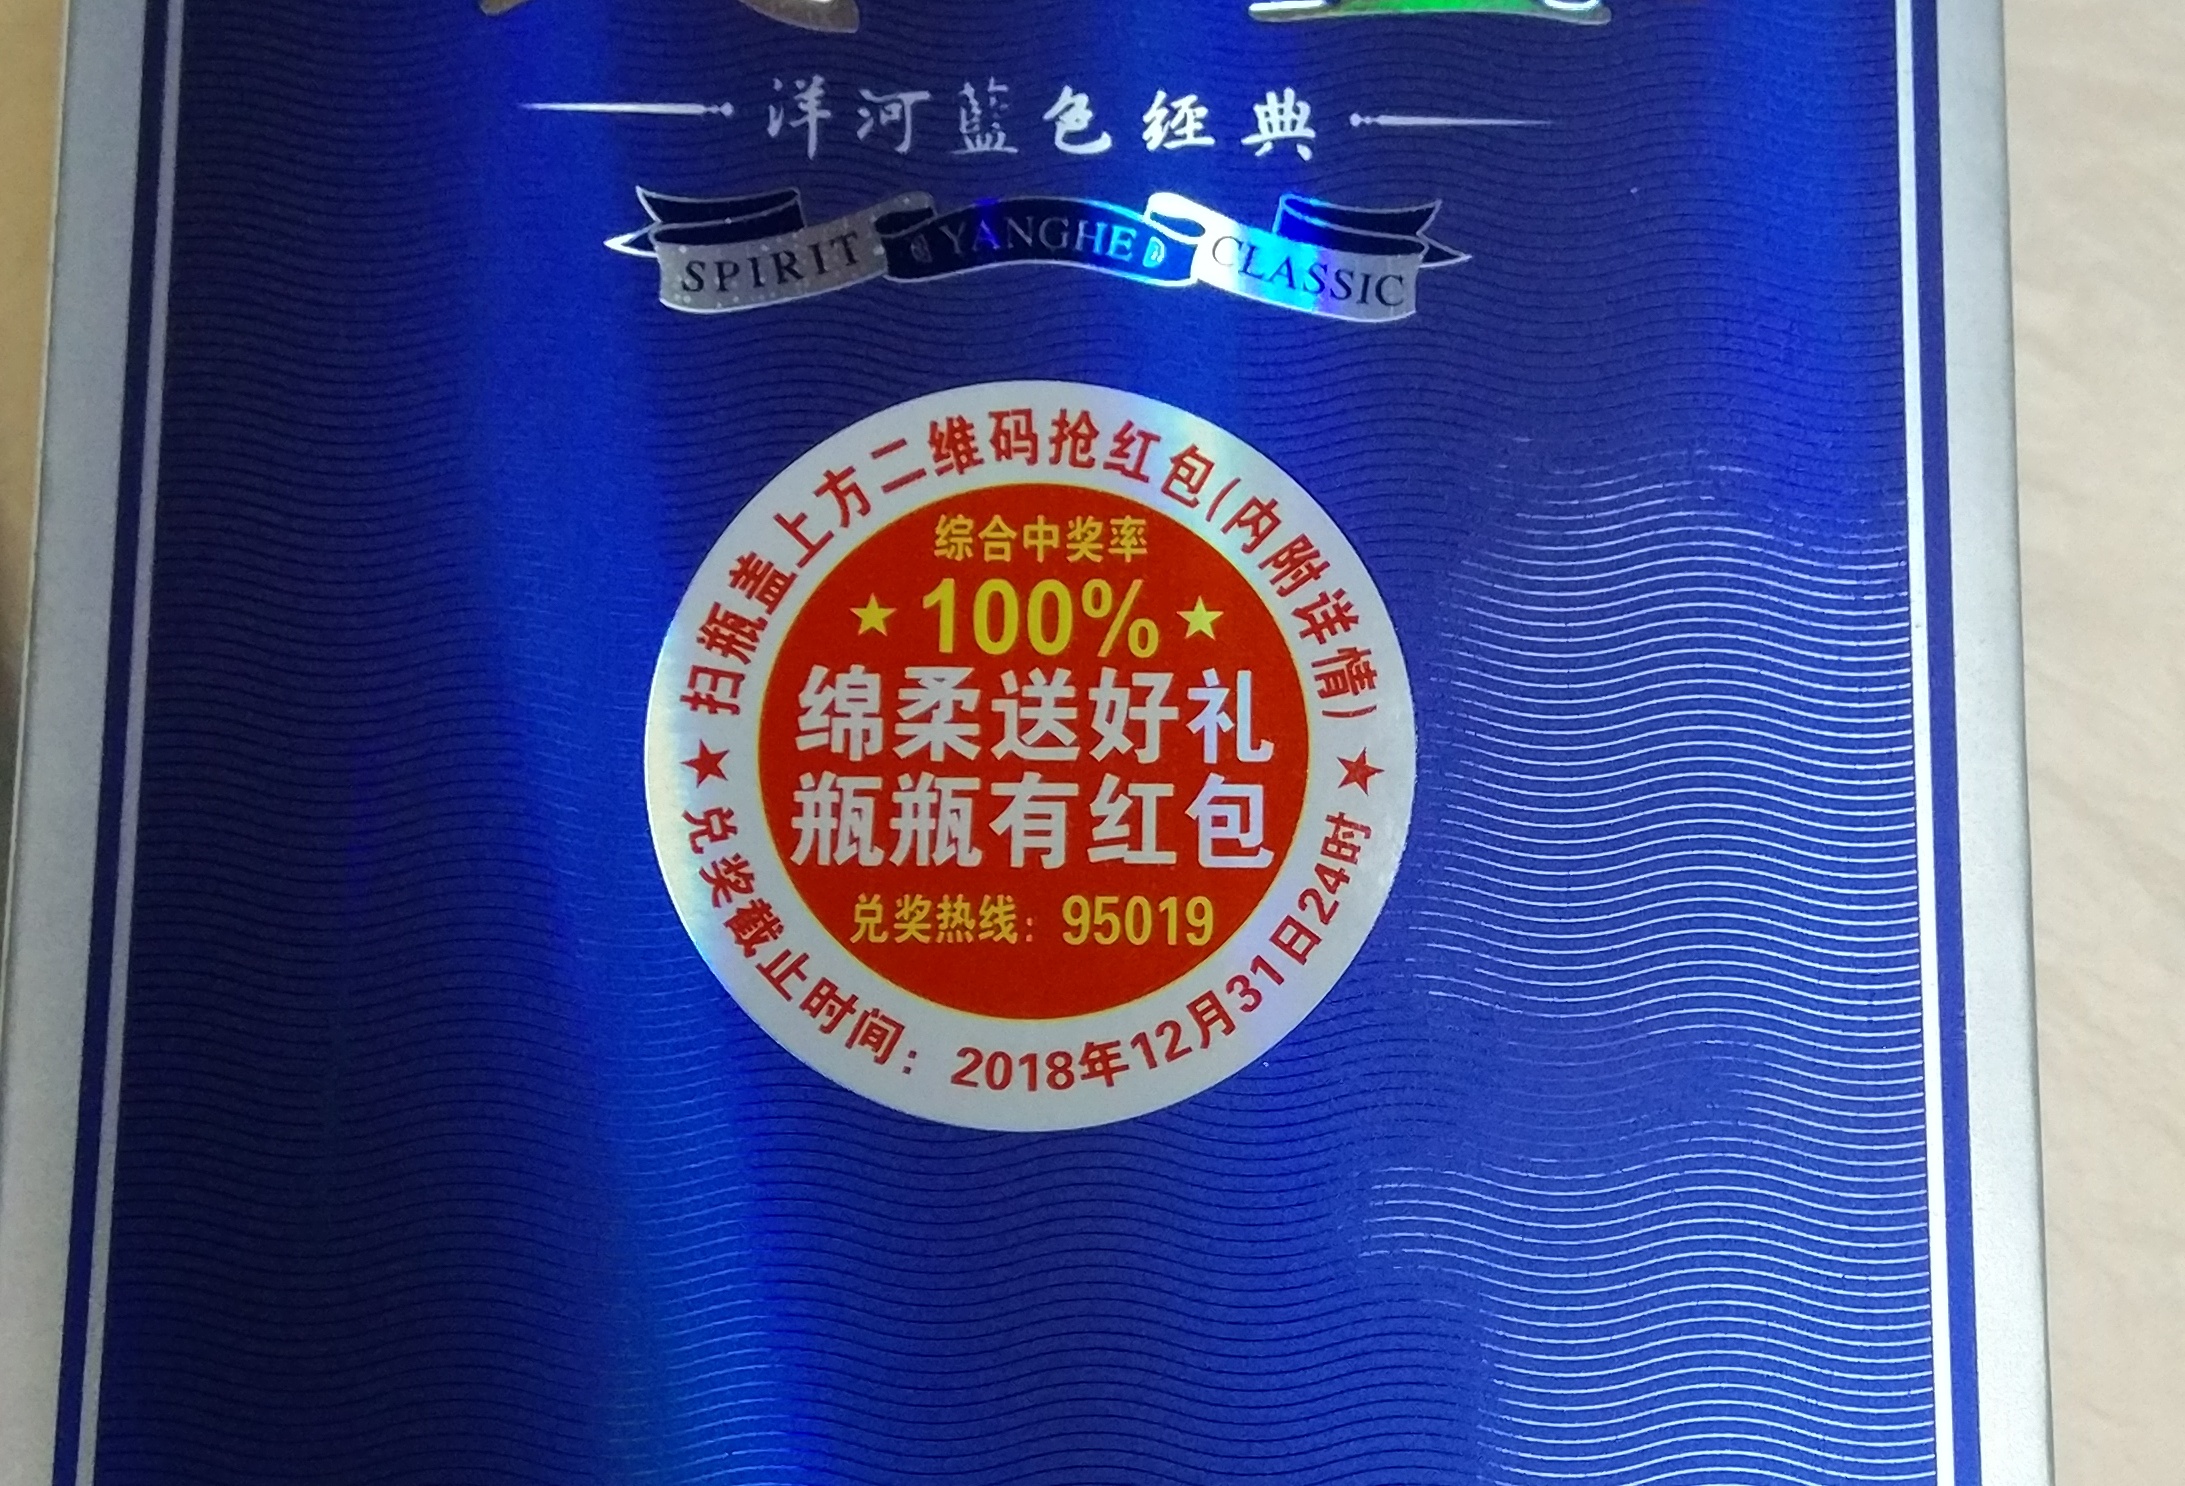 洋河藍色经典
SPIRIT YANGHE CLASSIC
扫瓶盖上方二维码抢红包(内附详情)
综合中奖率
★100%★
绵柔送好礼
瓶瓶有红包
兑奖热线：95019
★兑奖截止时间：2018年12月31日24时★